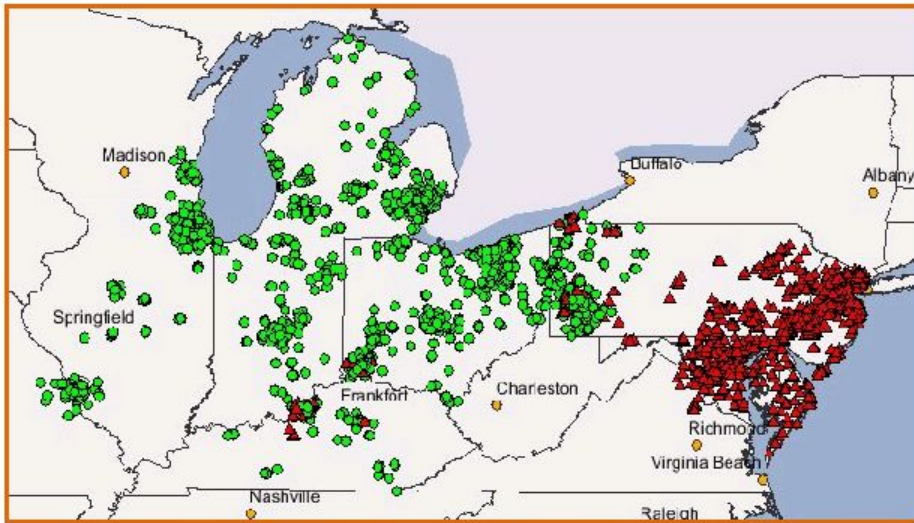 Madison
Buffalo
Albany
Springfield
Frankfort
Charleston
Richmond
Virginia Beach
Nashville
Raleigh